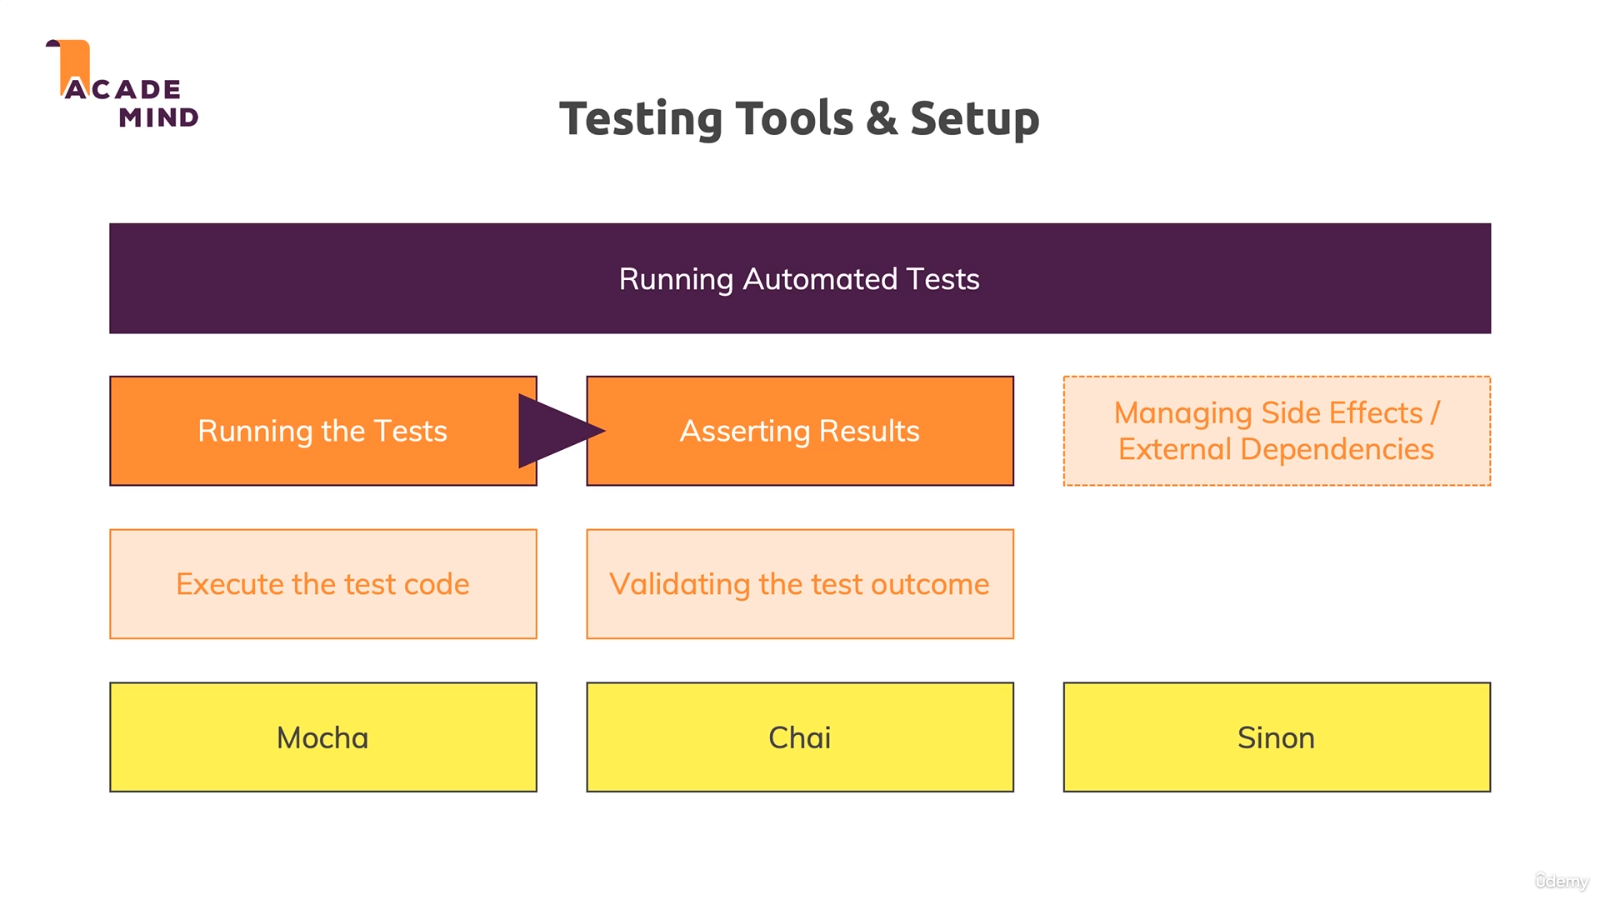 ACADE
MIND
Testing Tools & Setup
Running Automated Tests
Running the Tests
Asserting Results
Managing Side Effects /
External Dependencies
Execute the test code
Validating the test outcome
Mocha
Chai
Sinon
ûdemy